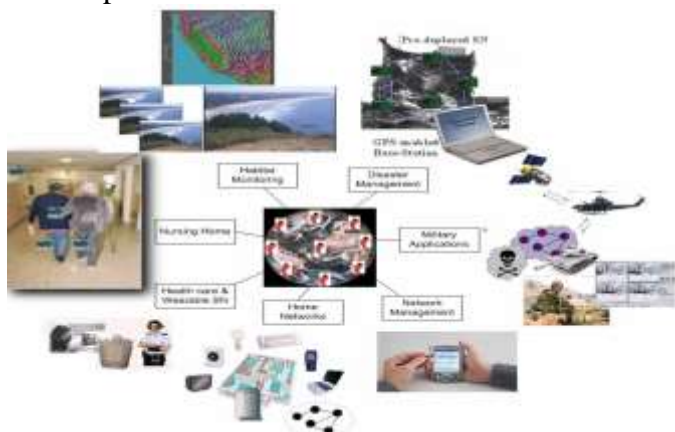 Pre-deployed SN
GPS enabled
Base-Station
Habitat
Monitoring
Disaster
Management
Nursing Home
Military
Applications
Health care &
Wearable SN
Home
Networks
Network
Management